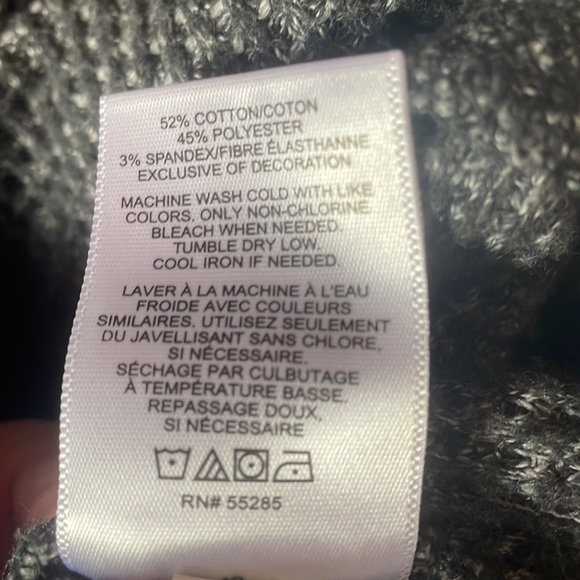 52% COTTON/COTON
45% POLYESTER
3% SPANDEX/FIBRE ÉLASTHANNE
EXCLUSIVE OF DECORATION
MACHINE WASH COLD WITH LIKE
COLORS. ONLY NON-CHLORINE
BLEACH WHEN NEEDED.
TUMBLE DRY LOW.
COOL IRON IF NEEDED.
LAVER À LA MACHINE À L'EAU
FROIDE AVEC COULEURS
SIMILAIRES. UTILISEZ SEULEMENT
DU JAVELLISANT SANS CHLORE,
SI NÉCESSAIRE.
SÉCHAGE PAR CULBUTAGE
À TEMPÉRATURE BASSE.
REPASSAGE DOUX,
SI NÉCESSAIRE
RN# 55285